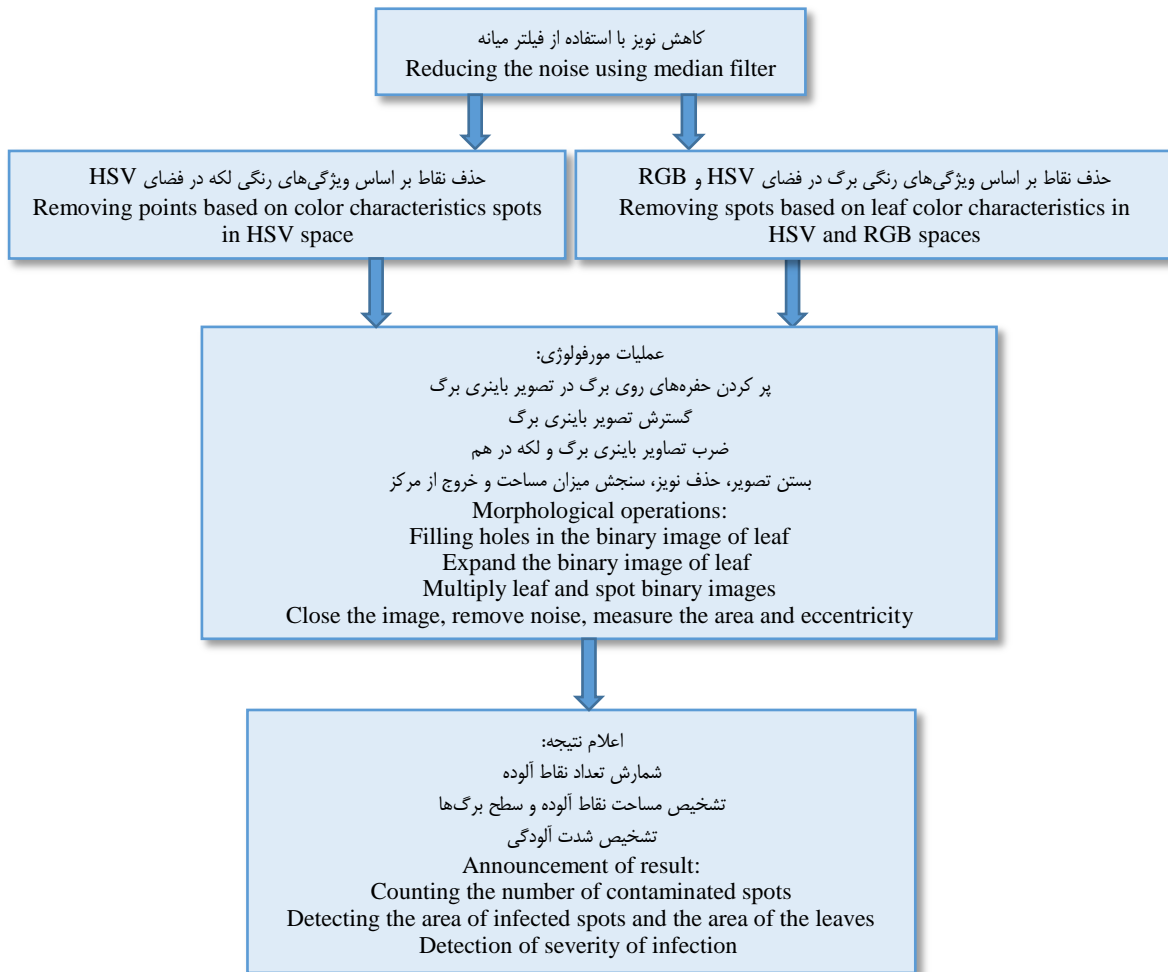 کاهش نویز با استفاده از فیلتر میانه
Reducing the noise using median filter
حذف نقاط بر اساس ویژگی‌های رنگی لکه در فضای HSV
Removing points based on color characteristics spots
in HSV space
حذف نقاط بر اساس ویژگی‌های رنگی برگ در فضای HSV و RGB
Removing spots based on leaf color characteristics in
HSV and RGB spaces
عملیات مورفولوژی:
پر کردن حفره‌های روی برگ در تصویر باینری برگ
گسترش تصویر باینری برگ
ضرب تصاویر باینری برگ و لکه در هم
بستن تصویر، حذف نویز، سنجش میزان مساحت و خروج از مرکز
Morphological operations:
Filling holes in the binary image of leaf
Expand the binary image of leaf
Multiply leaf and spot binary images
Close the image, remove noise, measure the area and eccentricity
اعلام نتیجه:
شمارش تعداد نقاط آلوده
تشخیص مساحت نقاط آلوده و سطح برگ‌ها
تشخیص شدت آلودگی
Announcement of result:
Counting the number of contaminated spots
Detecting the area of infected spots and the area of the leaves
Detection of severity of infection